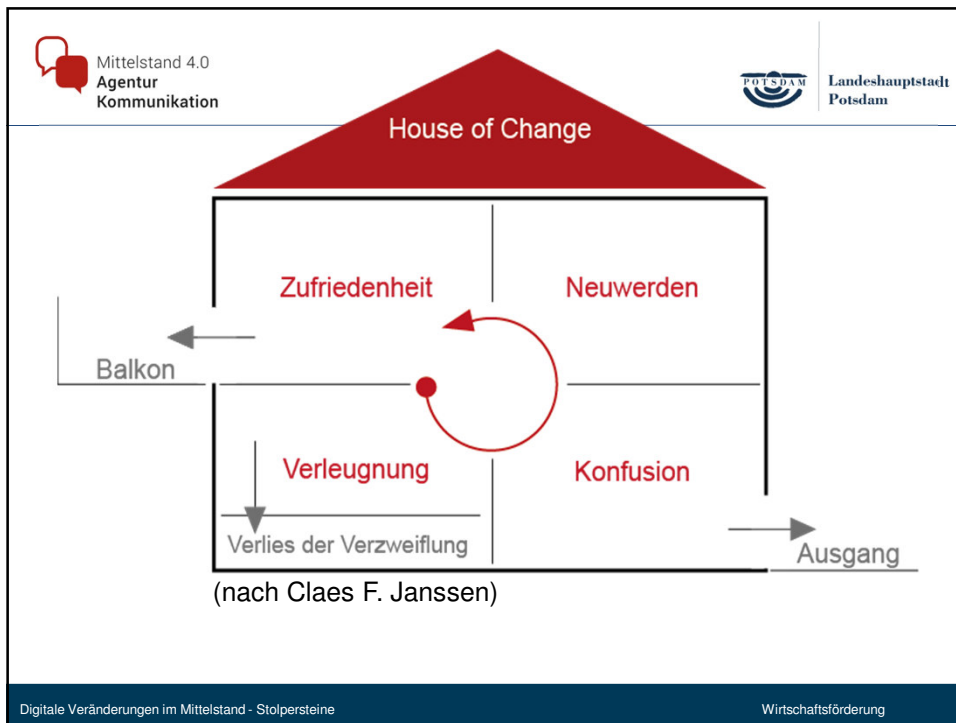 Mittelstand 4.0
Agentur
Kommunikation
POTSDAM
Landeshauptstadt
Potsdam
House of Change
Zufriedenheit
Neuwerden
Balkon
Verleugnung
Konfusion
Verlies der Verzweiflung
Ausgang
(nach Claes F. Janssen)
Digitale Veränderungen im Mittelstand - Stolpersteine
Wirtschaftsförderung